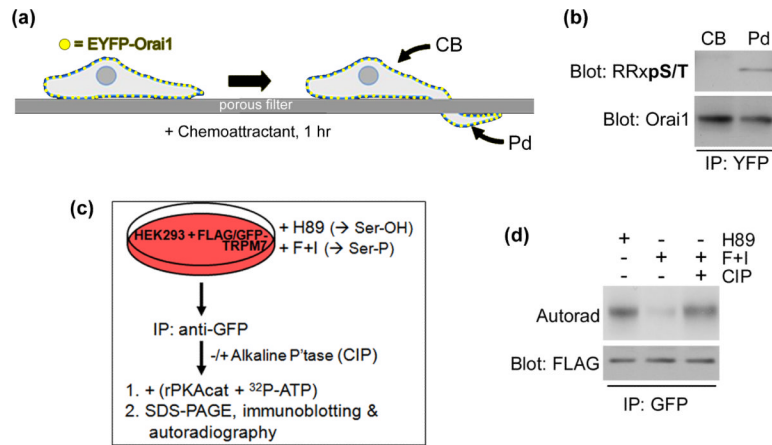 (a)
= EYFP-Orai1
CB
porous filter
+ Chemoattractant, 1 hr
Pd
(b)
CB Pd
Blot: RRxpS/T
Blot: Orai1
IP: YFP
(c)
HEK293 + FLAG/GFP-
TRPM7
+ H89 (→ Ser-OH)
+ F+I (→ Ser-P)
IP: anti-GFP
-/+ Alkaline P'tase (CIP)
1. + (rPKAcat + ³²P-ATP)
2. SDS-PAGE, immunoblotting &
autoradiography
(d)
+ - - H89
- + + F+I
- - + CIP
Autorad
Blot: FLAG
IP: GFP